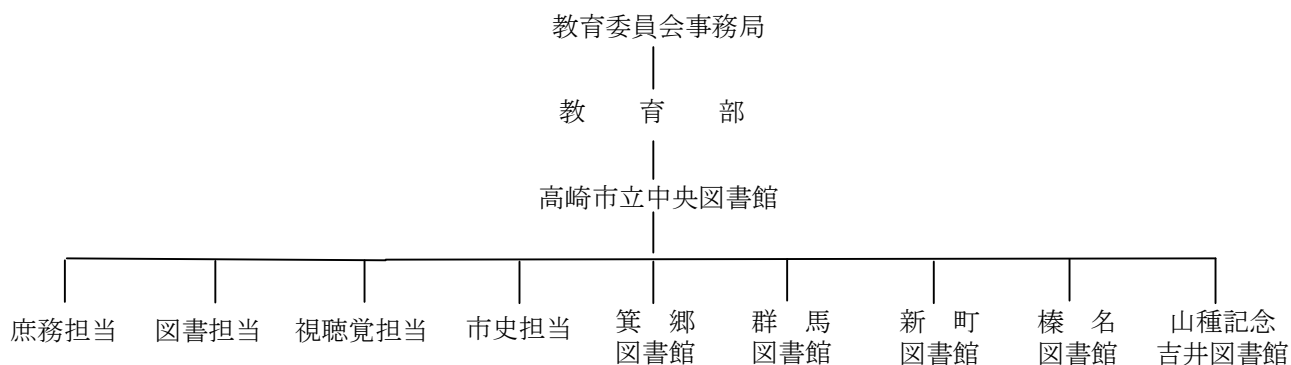 教育委員会事務局
教　育　部
高崎市立中央図書館
庶務担当
図書担当
視聴覚担当
市史担当
箕　郷
図書館
群　馬
図書館
新　町
図書館
榛　名
図書館
山種記念
吉井図書館